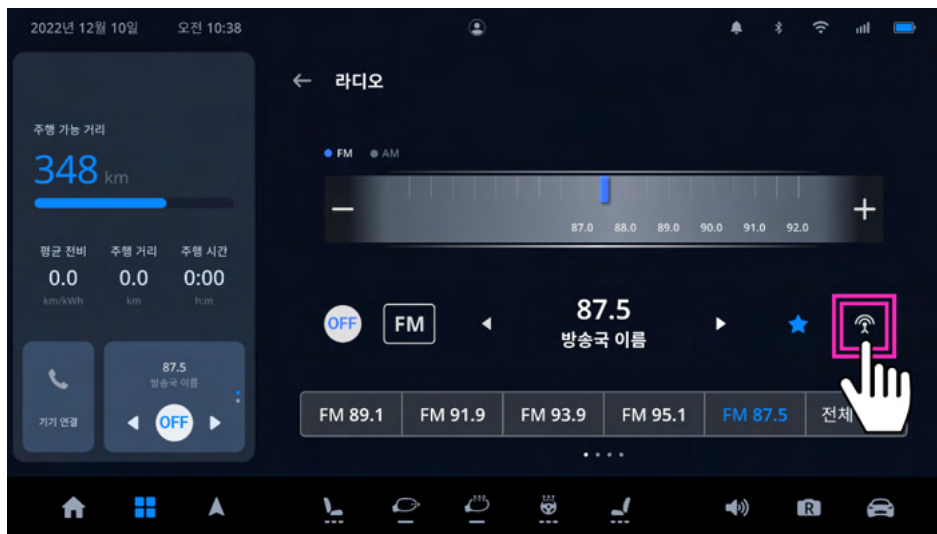 2022년 12월 10일 오전 10:38
← 라디오
주행 가능 거리
348 km
FM AM
− +
87.0 88.0 89.0 90.0 91.0 92.0
평균 전비 주행 거리 주행 시간
0.0 0.0 0:00
km/kWh km h:m
OFF FM 87.5
방송국 이름
87.5
방송국 이름
기기 연결 OFF
FM 89.1 FM 91.9 FM 93.9 FM 95.1 FM 87.5 전체
R